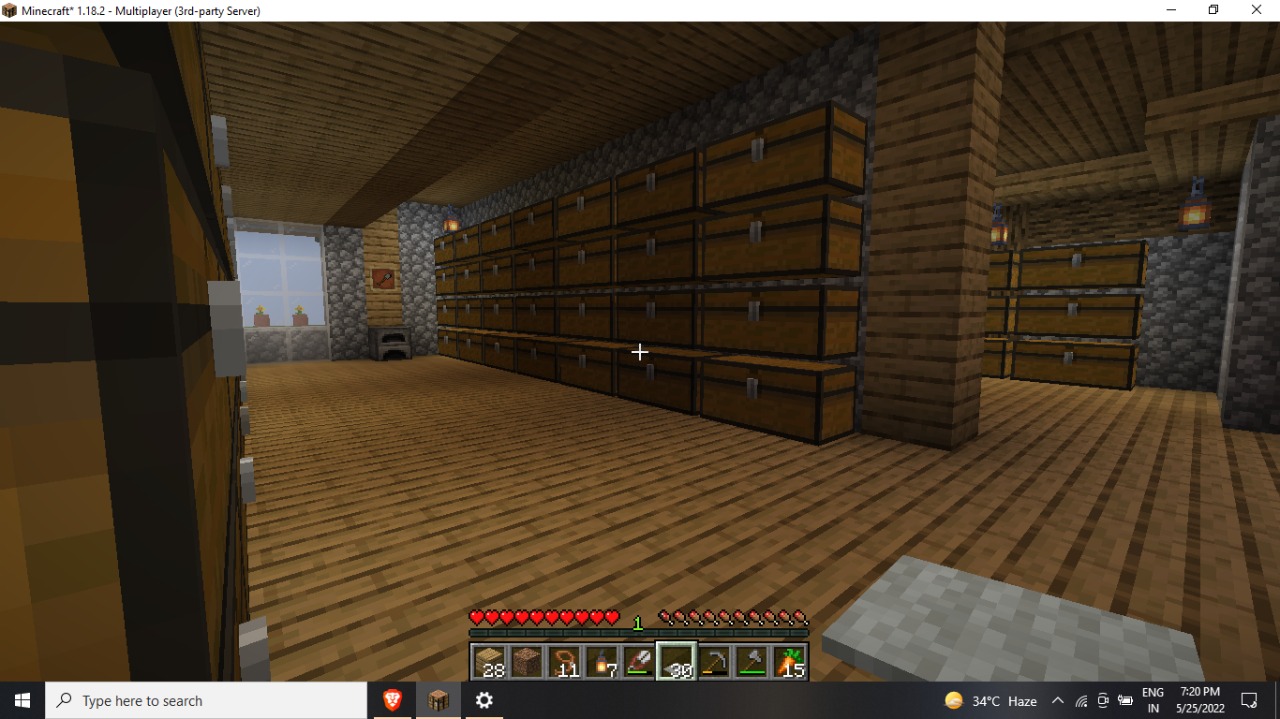 Minecraft* 1.18.2 - Multiplayer (3rd-party Server)
1
28 11 7 30 15
Type here to search
34°C Haze
ENG
IN
7:20 PM
5/25/2022